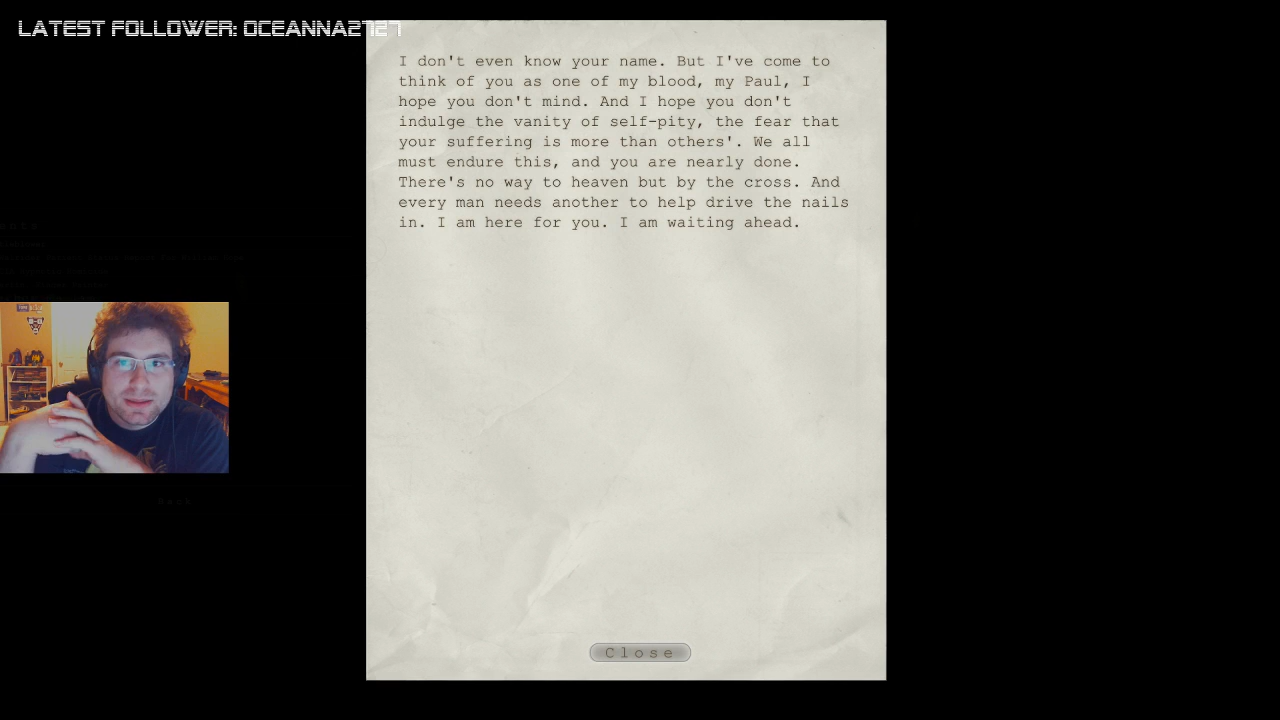 LATEST FOLLOWER: OCEANNA2727
I don't even know your name. But I've come to
think of you as one of my blood, my Paul, I
hope you don't mind. And I hope you don't
indulge the vanity of self-pity, the fear that
your suffering is more than others'. We all
must endure this, and you are nearly done.
There's no way to heaven but by the cross. And
every man needs another to help drive the nails
in. I am here for you. I am waiting ahead.
Back
Close